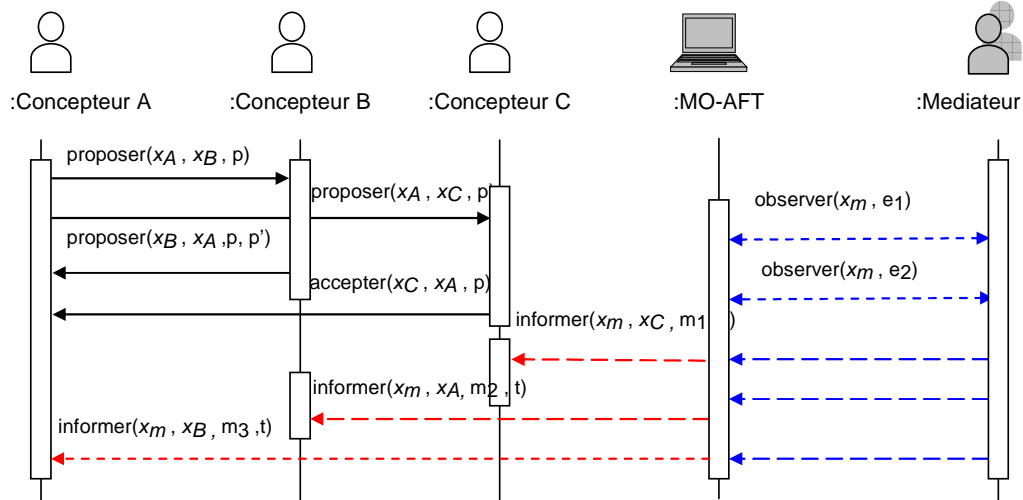 :Concepteur A :Concepteur B :Concepteur C :MO-AFT :Mediateur
proposer(xA , xB , p)
proposer(xA , xC , p)
observer(xm , e1)
proposer(xB , xA ,p, p’)
observer(xm , e2)
accepter(xC , xA , p)
informer(xm , xC , m1 )
informer(xm , xA, m2 , t)
informer(xm , xB , m3 ,t)